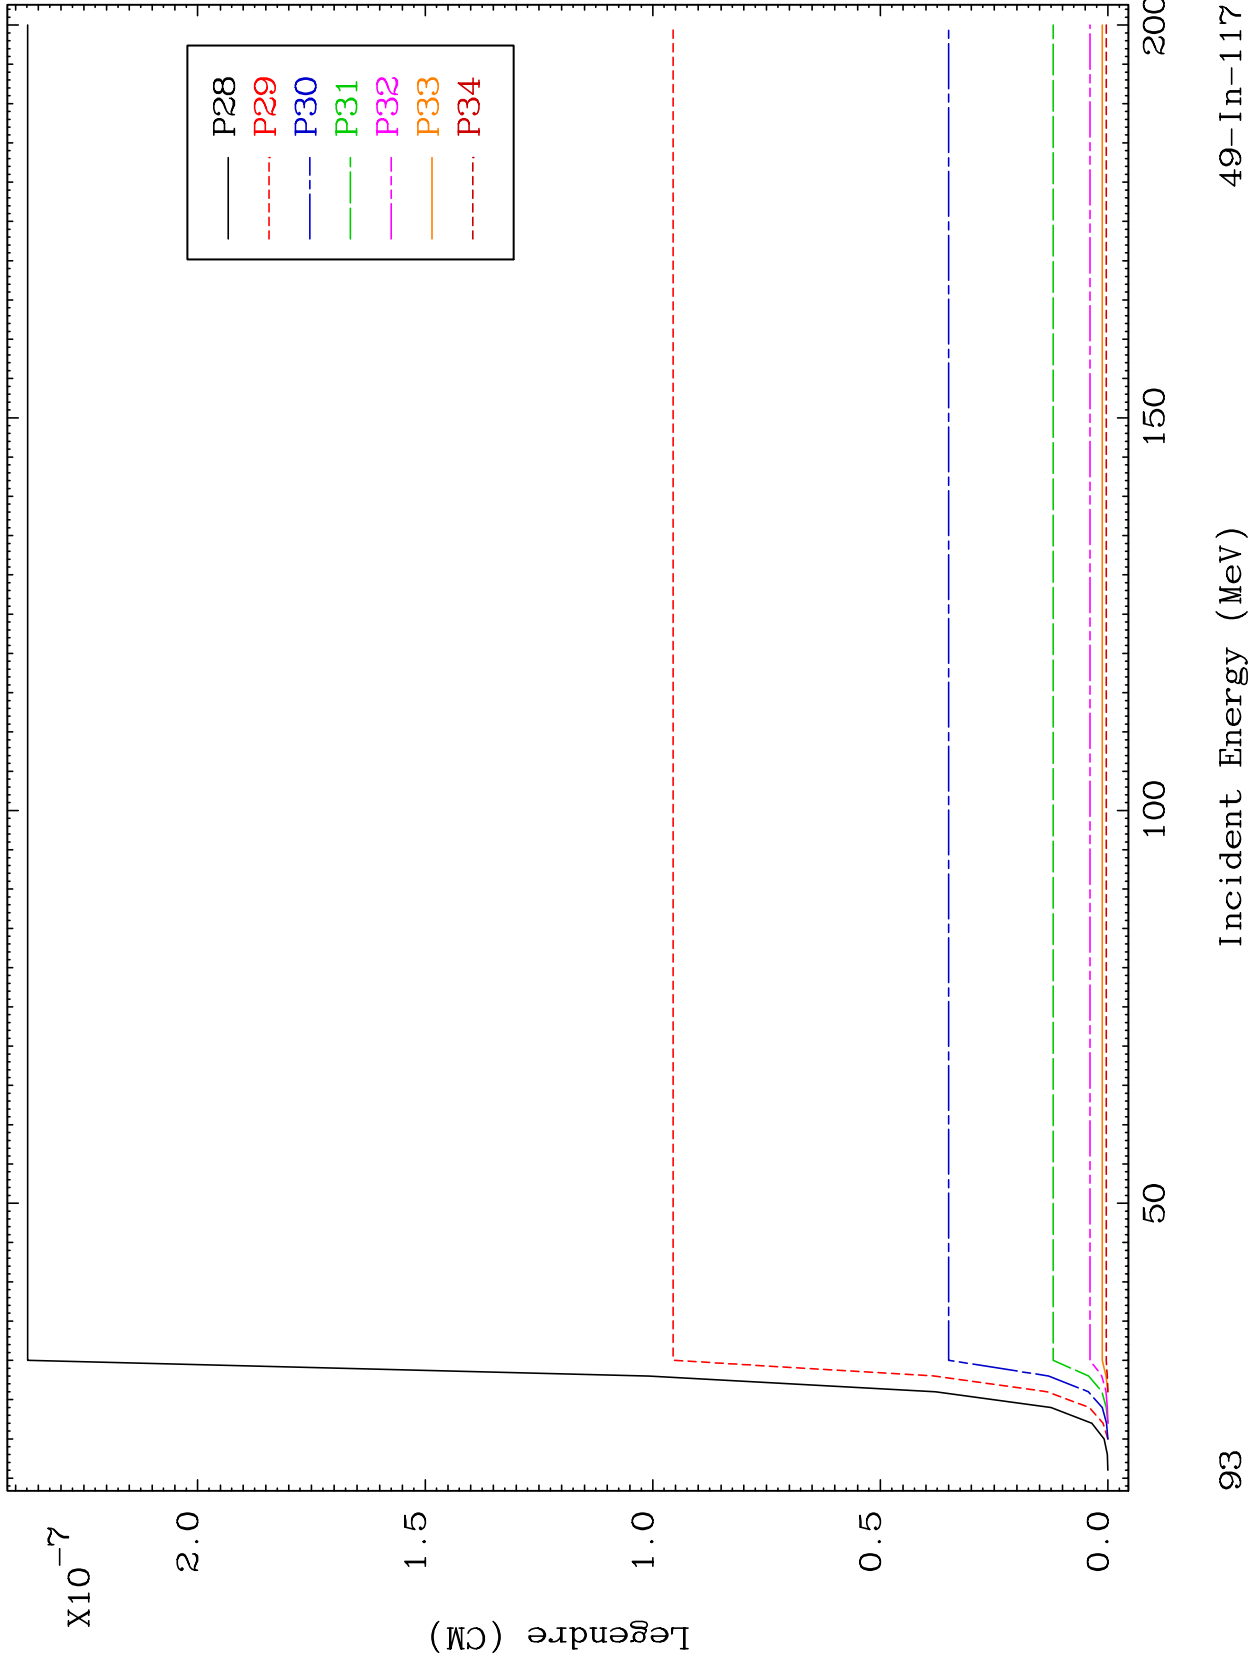 X10-7
2.0
1.5
1.0
0.5
0.0
Legendre (CM)
P28
P29
P30
P31
P32
P33
P34
50
100
150
200
Incident Energy (MeV)
93
49-In-117